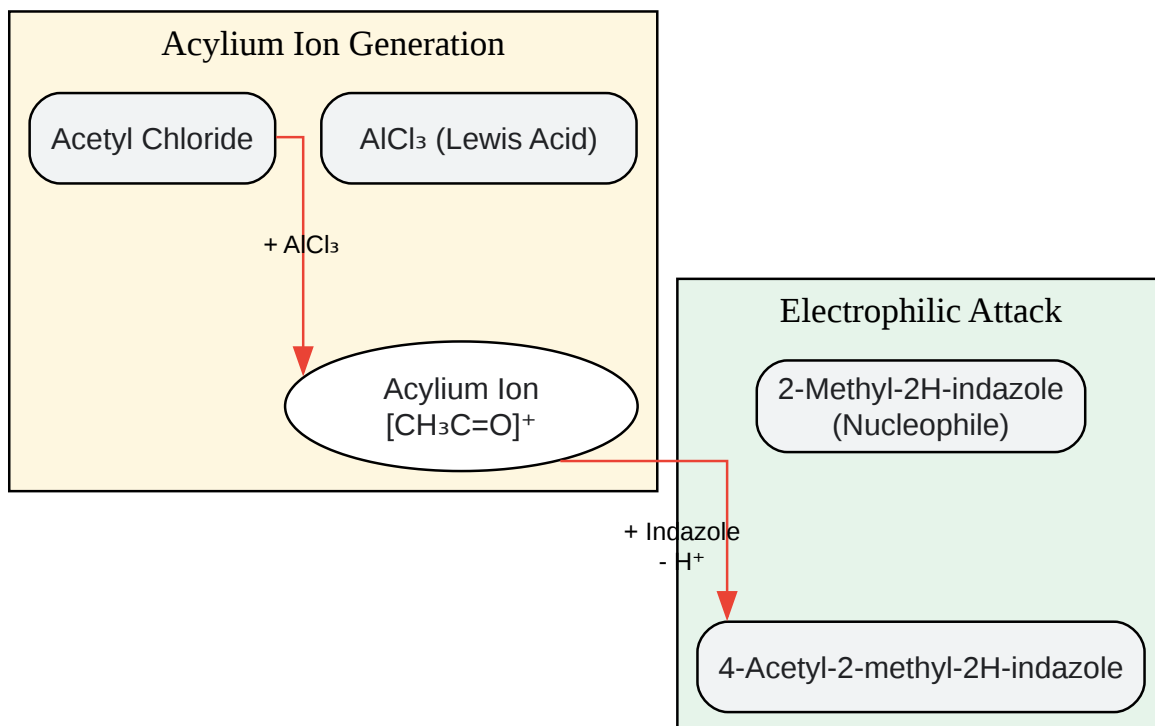 Acylium Ion Generation
Acetyl Chloride
AlCl₃ (Lewis Acid)
+ AlCl₃
Acylium Ion
[CH₃C=O]⁺
Electrophilic Attack
2-Methyl-2H-indazole
(Nucleophile)
+ Indazole
- H⁺
4-Acetyl-2-methyl-2H-indazole